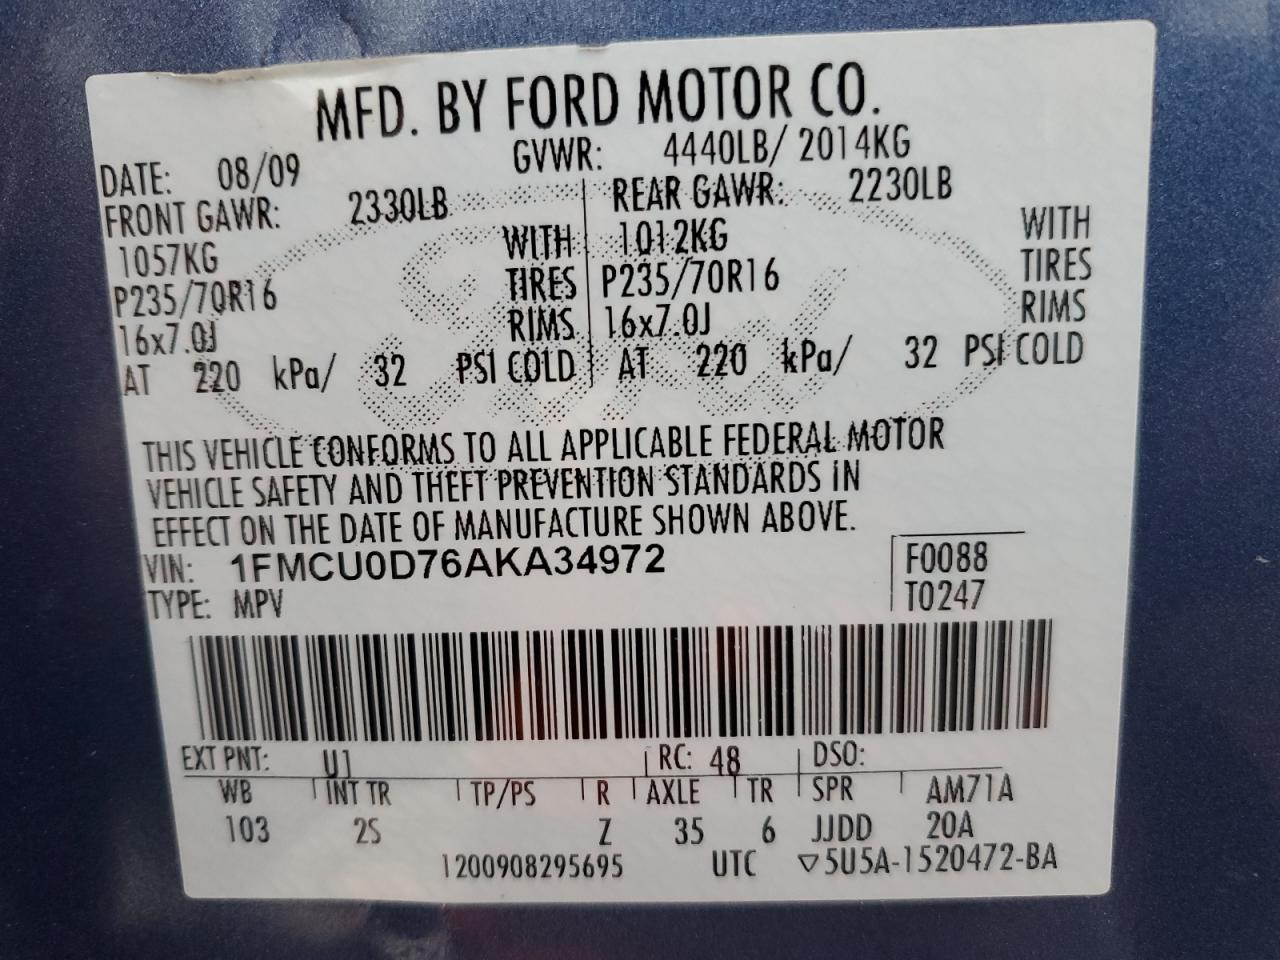 MFD. BY FORD MOTOR CO.
DATE: 08/09 GVWR: 4440LB/ 2014KG
FRONT GAWR: 2330LB REAR GAWR: 2230LB
1057KG WITH 1012KG WITH
P235/70R16 TIRES P235/70R16 TIRES
16x7.0J RIMS 16x7.0J RIMS
AT 220 kPa/ 32 PSI COLD AT 220 kPa/ 32 PSI COLD
THIS VEHICLE CONFORMS TO ALL APPLICABLE FEDERAL MOTOR
VEHICLE SAFETY AND THEFT PREVENTION STANDARDS IN
EFFECT ON THE DATE OF MANUFACTURE SHOWN ABOVE.
VIN: 1FMCU0D76AKA34972 F0088
TYPE: MPV T0247
EXT PNT: U1 RC: 48 DSO:
WB INT TR TP/PS R AXLE TR SPR AM71A
103 2S Z 35 6 JJDD 20A
1200908295695 UTC ▽5U5A-1520472-BA